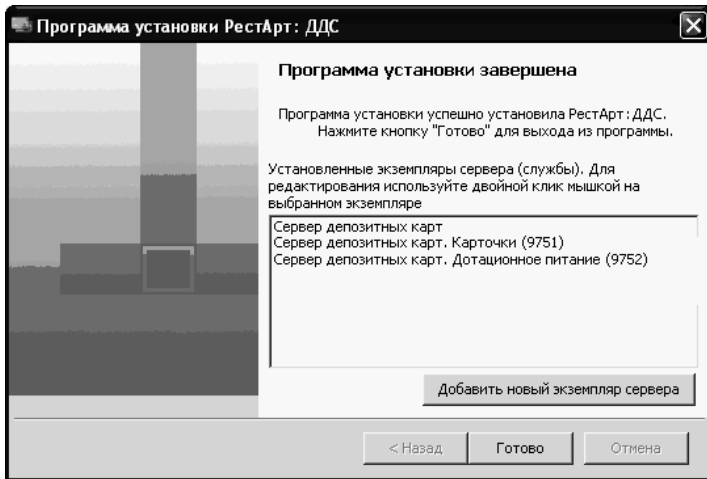 Программа установки РестАрт: ДДС
Программа установки завершена
Программа установки успешно установила РестАрт: ДДС.
Нажмите кнопку "Готово" для выхода из программы.
Установленные экземпляры сервера (службы). Для
редактирования используйте двойной клик мышкой на
выбранном экземпляре
Сервер депозитных карт
Сервер депозитных карт. Карточки (9751)
Сервер депозитных карт. Дотационное питание (9752)
Добавить новый экземпляр сервера
< Назад
Готово
Отмена